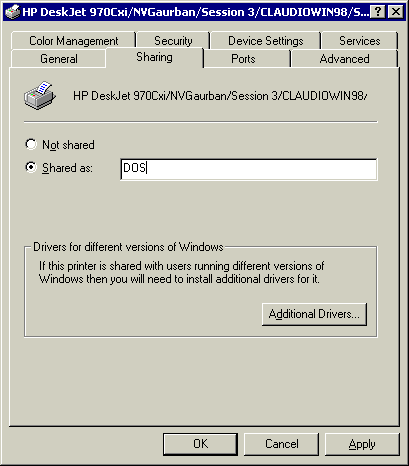 HP DeskJet 970Cxi/NVGaurban/Session 3/CLAUDIOWIN98/S...
Color Management Security Device Settings Services
General Sharing Ports Advanced
HP DeskJet 970Cxi/NVGaurban/Session 3/CLAUDIOWIN98/
Not shared
Shared as: DOS
Drivers for different versions of Windows
If this printer is shared with users running different versions of
Windows then you will need to install additional drivers for it.
Additional Drivers...
OK Cancel Apply